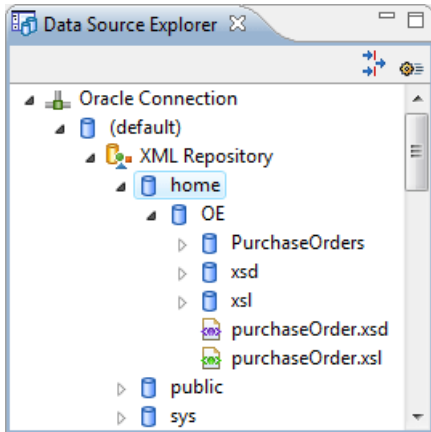 Data Source Explorer
Oracle Connection
(default)
XML Repository
home
OE
PurchaseOrders
xsd
xsl
purchaseOrder.xsd
purchaseOrder.xsl
public
sys